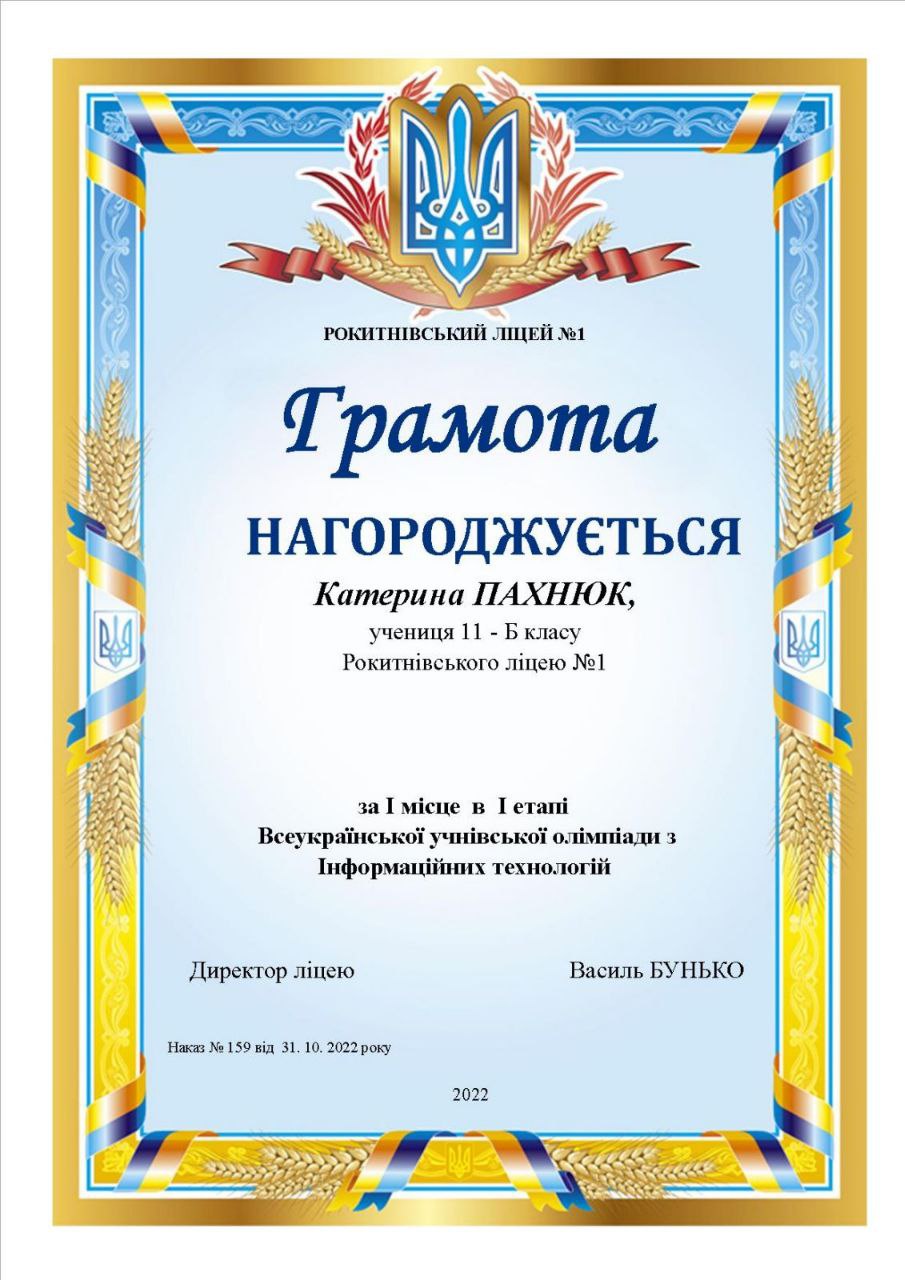 РОКИТНІВСЬКИЙ ЛІЦЕЙ №1
Грамота
НАГОРОДЖУЄТЬСЯ
Катерина ПАХНЮК,
учениця 11 - Б класу
Рокитнівського ліцею №1
за І місце в І етапі
Всеукраїнської учнівської олімпіади з
Інформаційних технологій
Директор ліцею Василь БУНЬКО
Наказ № 159 від 31. 10. 2022 року
2022